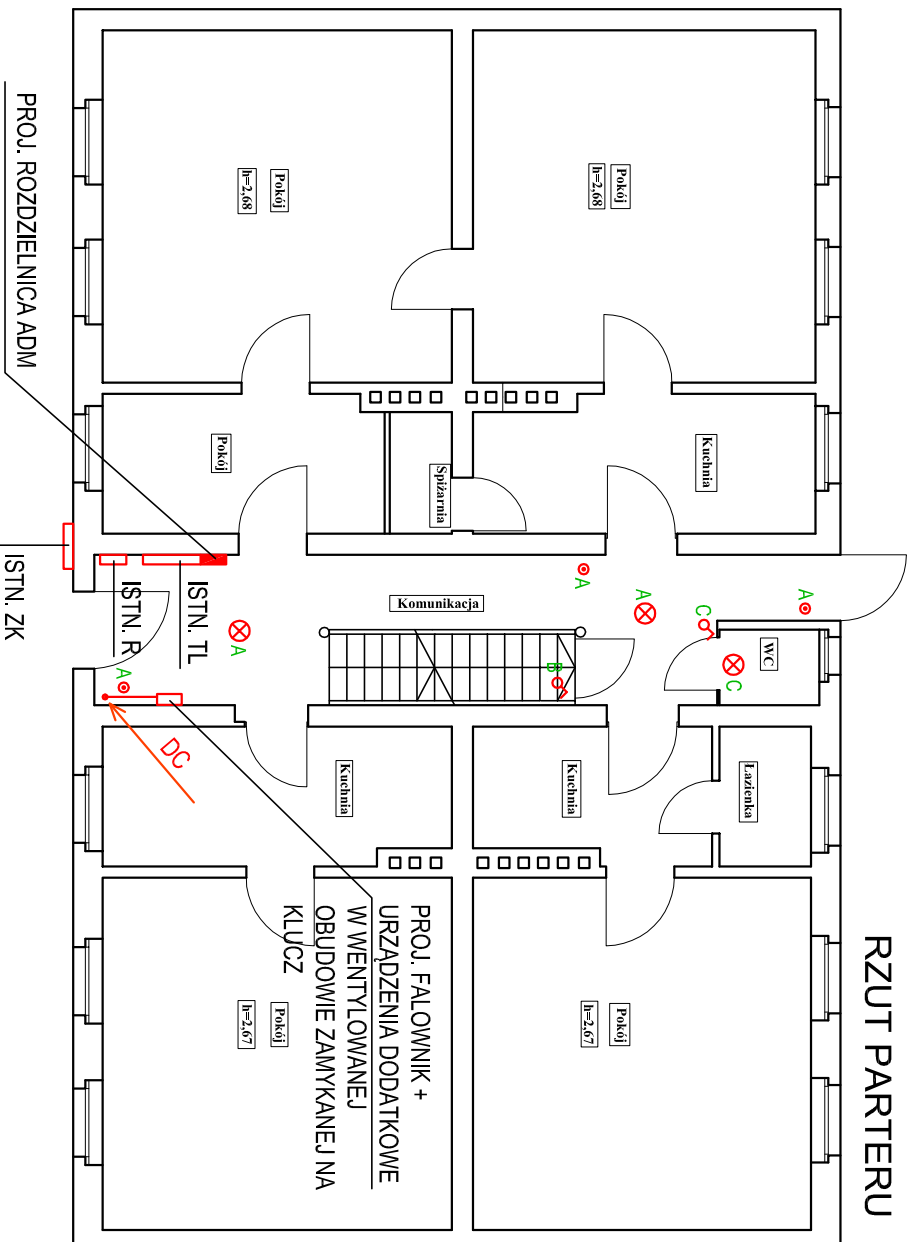 RZUT PARTERU
A
WC
Łazienka
C
C
Kuchnia
A
Pokój
h=2,68
Pokój
h=2,67
A
Kuchnia
B
Spiżarnia
Komunikacja
Kuchnia
PROJ. FALOWNIK +
URZĄDZENIA DODATKOWE
W WENTYLOWANEJ
OBUDOWIE ZAMYKANEJ NA
KLUCZ
Pokój
h=2,68
Pokój
h=2,67
A
Pokój
ISTN. TL
DC
ISTN. R
A
PROJ. ROZDZIELNICA ADM
ISTN. ZK